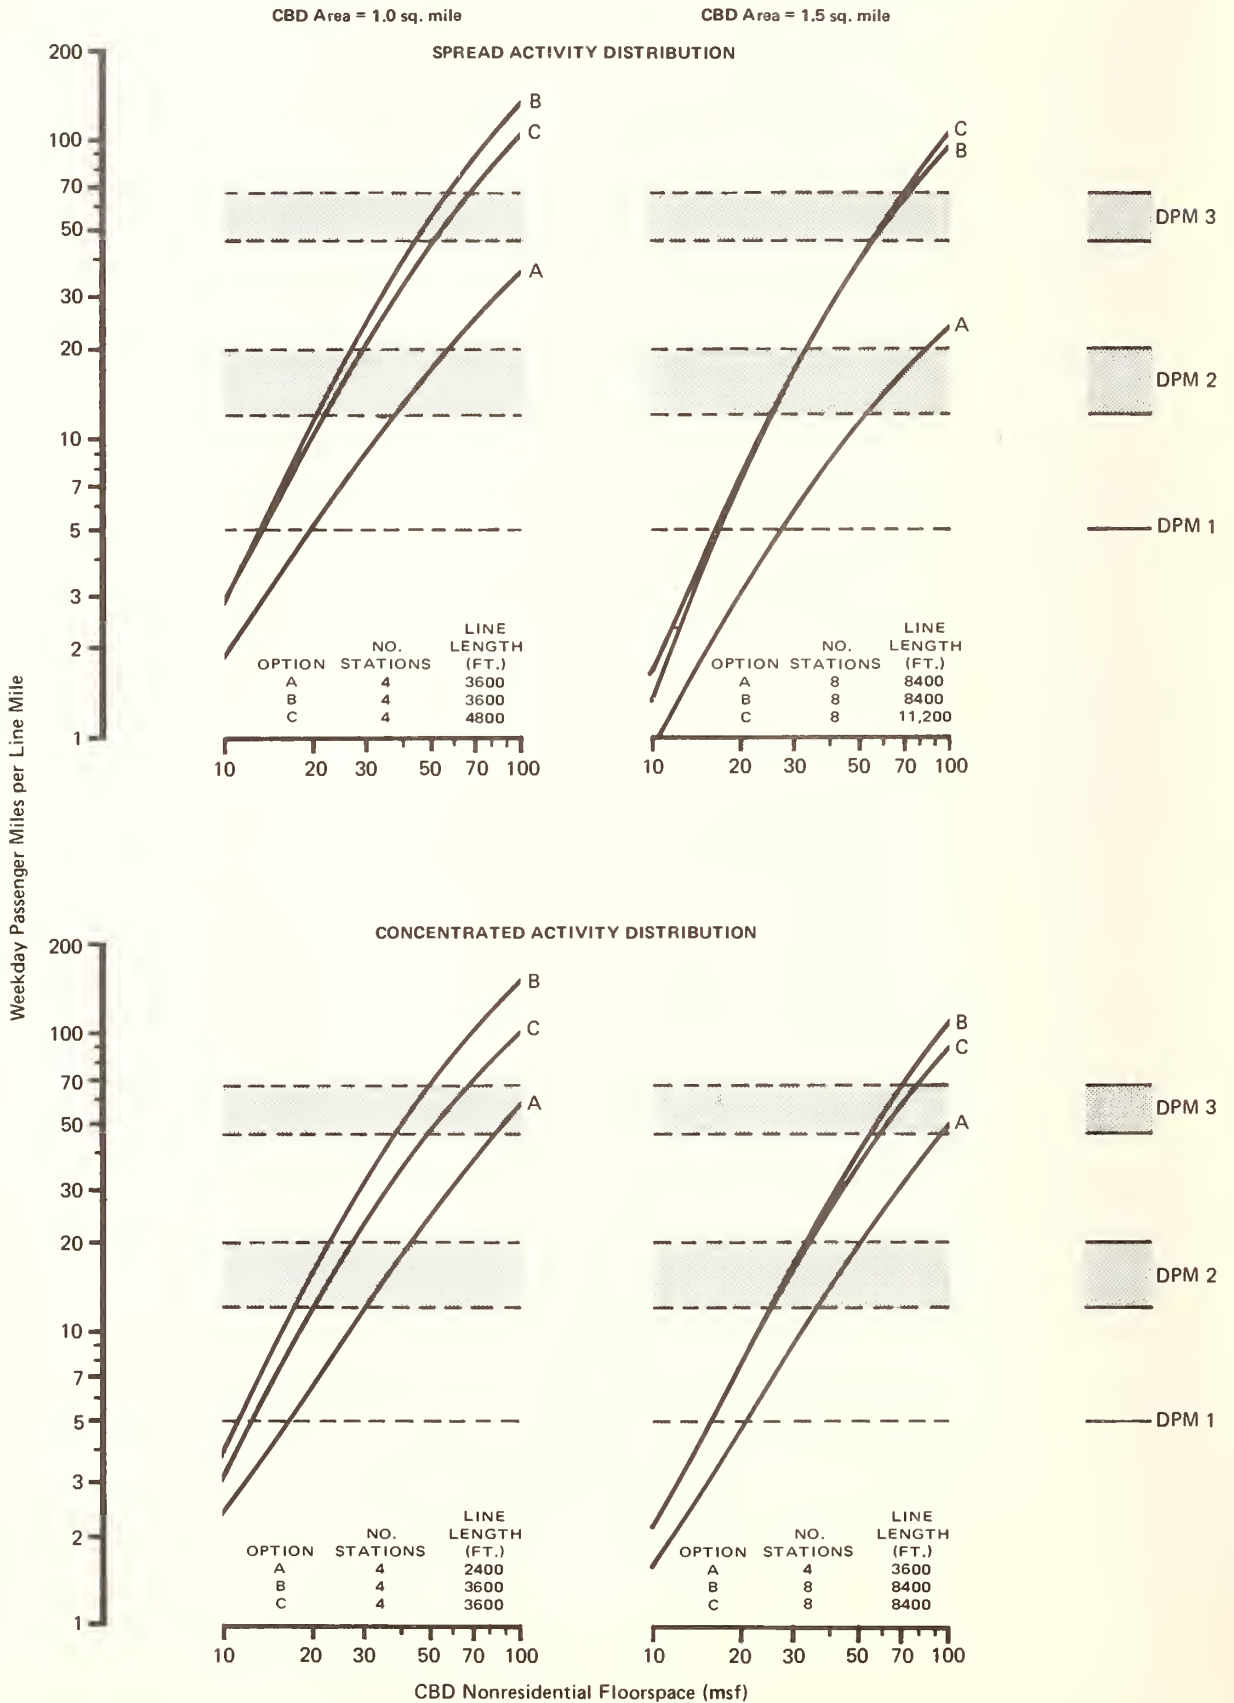 CBD Area = 1.0 sq. mile
CBD Area = 1.5 sq. mile
SPREAD ACTIVITY DISTRIBUTION
200
100
70
50
30
20
10
7
5
3
2
1
B
C
A
C
B
A
DPM 3
DPM 2
DPM 1
OPTION NO. STATIONS LINE LENGTH (FT.)
A 4 3600
B 4 3600
C 4 4800
OPTION NO. STATIONS LINE LENGTH (FT.)
A 8 8400
B 8 8400
C 8 11,200
10 20 30 50 70 100
10 20 30 50 70 100
Weekday Passenger Miles per Line Mile
CONCENTRATED ACTIVITY DISTRIBUTION
200
100
70
50
30
20
10
7
5
3
2
1
B
C
A
B
C
A
DPM 3
DPM 2
DPM 1
OPTION NO. STATIONS LINE LENGTH (FT.)
A 4 2400
B 4 3600
C 4 3600
OPTION NO. STATIONS LINE LENGTH (FT.)
A 4 3600
B 8 8400
C 8 8400
10 20 30 50 70 100
10 20 30 50 70 100
CBD Nonresidential Floorspace (msf)